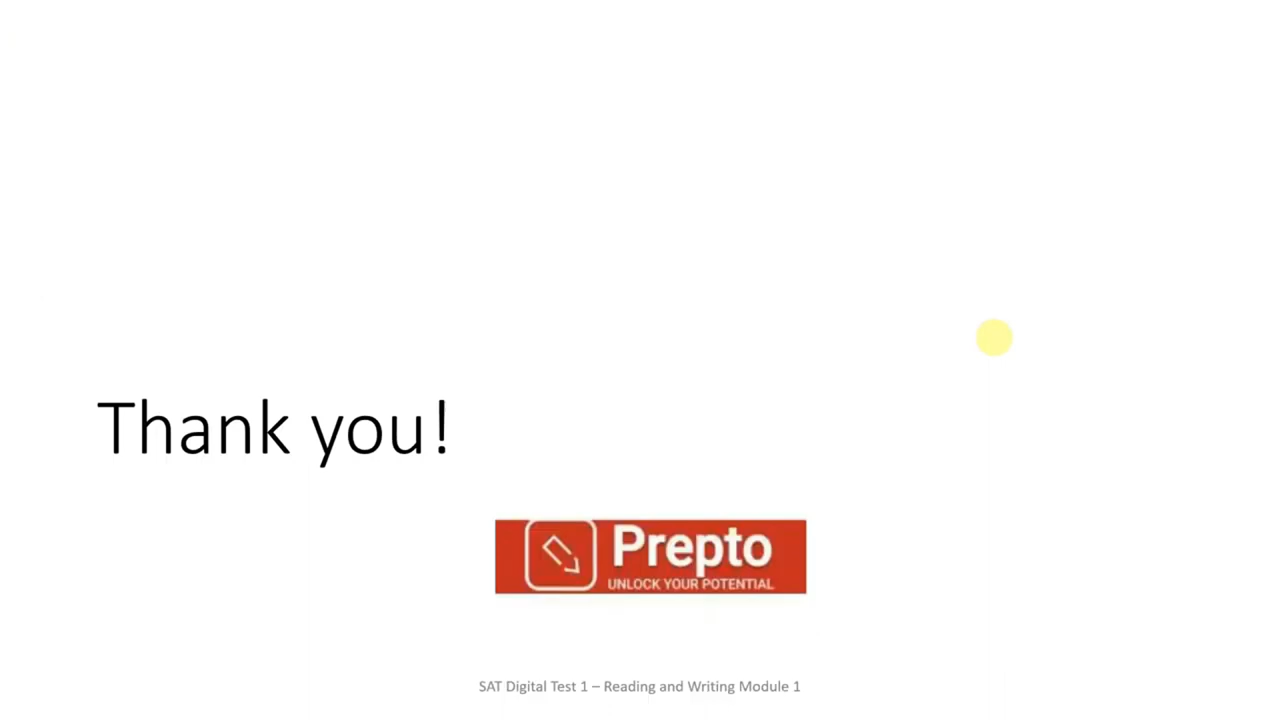 Thank you!
Prepto
UNLOCK YOUR POTENTIAL
SAT Digital Test 1 – Reading and Writing Module 1